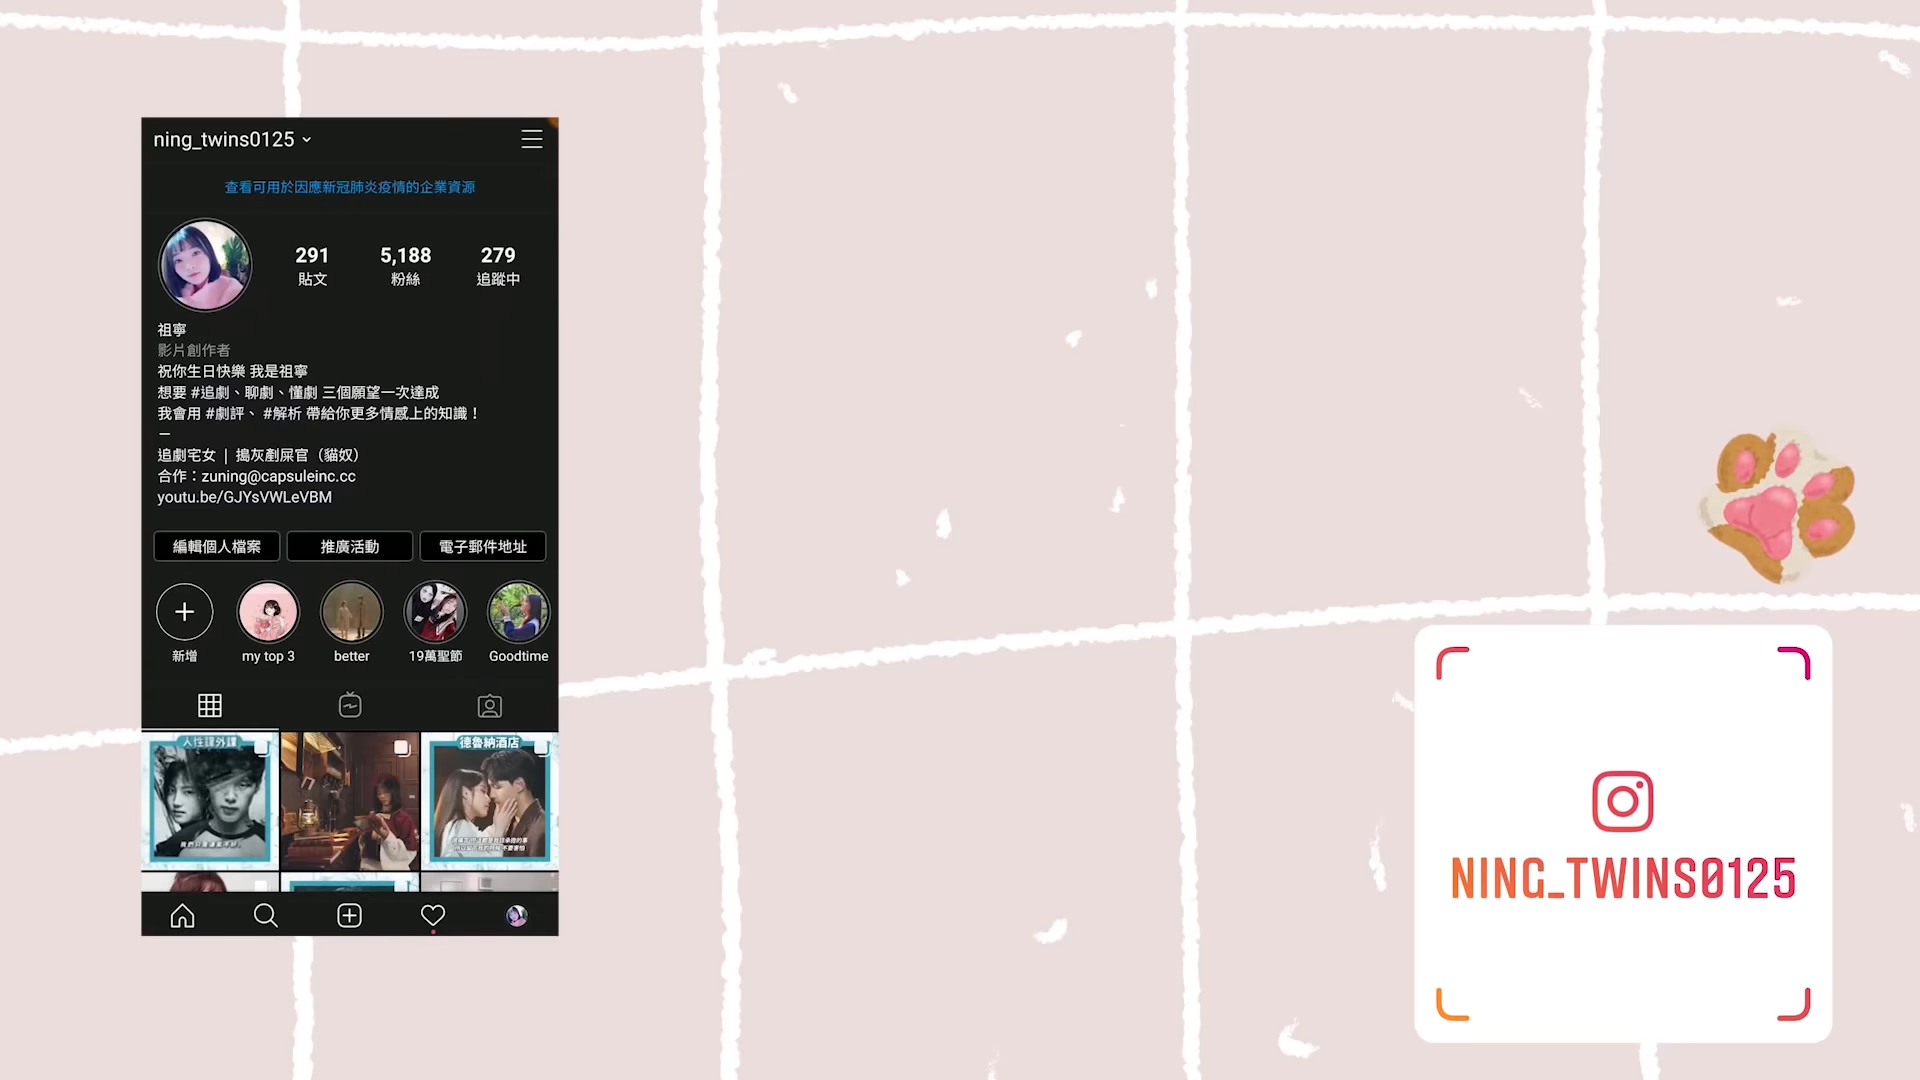 ning_twins0125
查看可用於因應新冠肺炎疫情的企業資源
291 5,188 279
貼文 粉絲 追蹤中
祖寧
影片創作者
祝你生日快樂 我是祖寧
想要 #追劇、聊劇、懂劇 三個願望一次達成
我會用 #劇評、 #解析 帶給你更多情感上的知識！
—
追劇宅女 | 搗灰剷屎官（貓奴）
合作：zuning@capsuleinc.cc
youtu.be/GJYsVWLeVBM
編輯個人檔案 推廣活動 電子郵件地址
新增 my top 3 better 19萬聖節 Goodtime
人性課外課 德魯納酒店
NING_TWINS0125